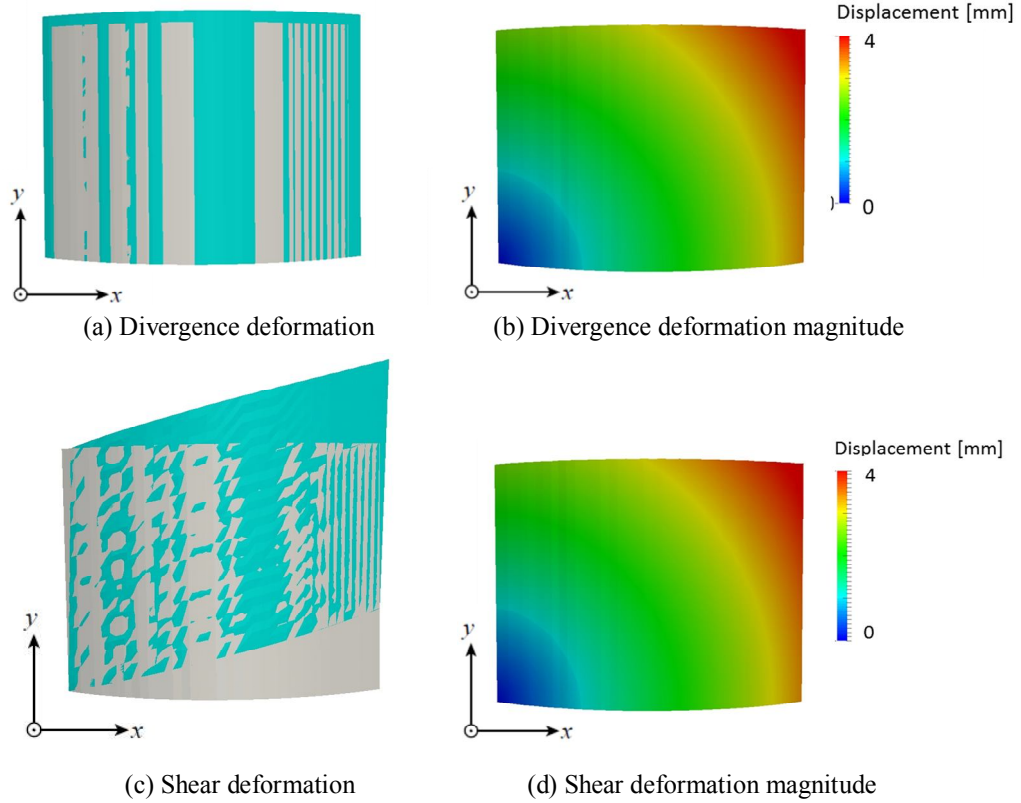 Displacement [mm]
4
0
y
x
y
x
(a) Divergence deformation
(b) Divergence deformation magnitude
Displacement [mm]
4
0
y
x
y
x
(c) Shear deformation
(d) Shear deformation magnitude